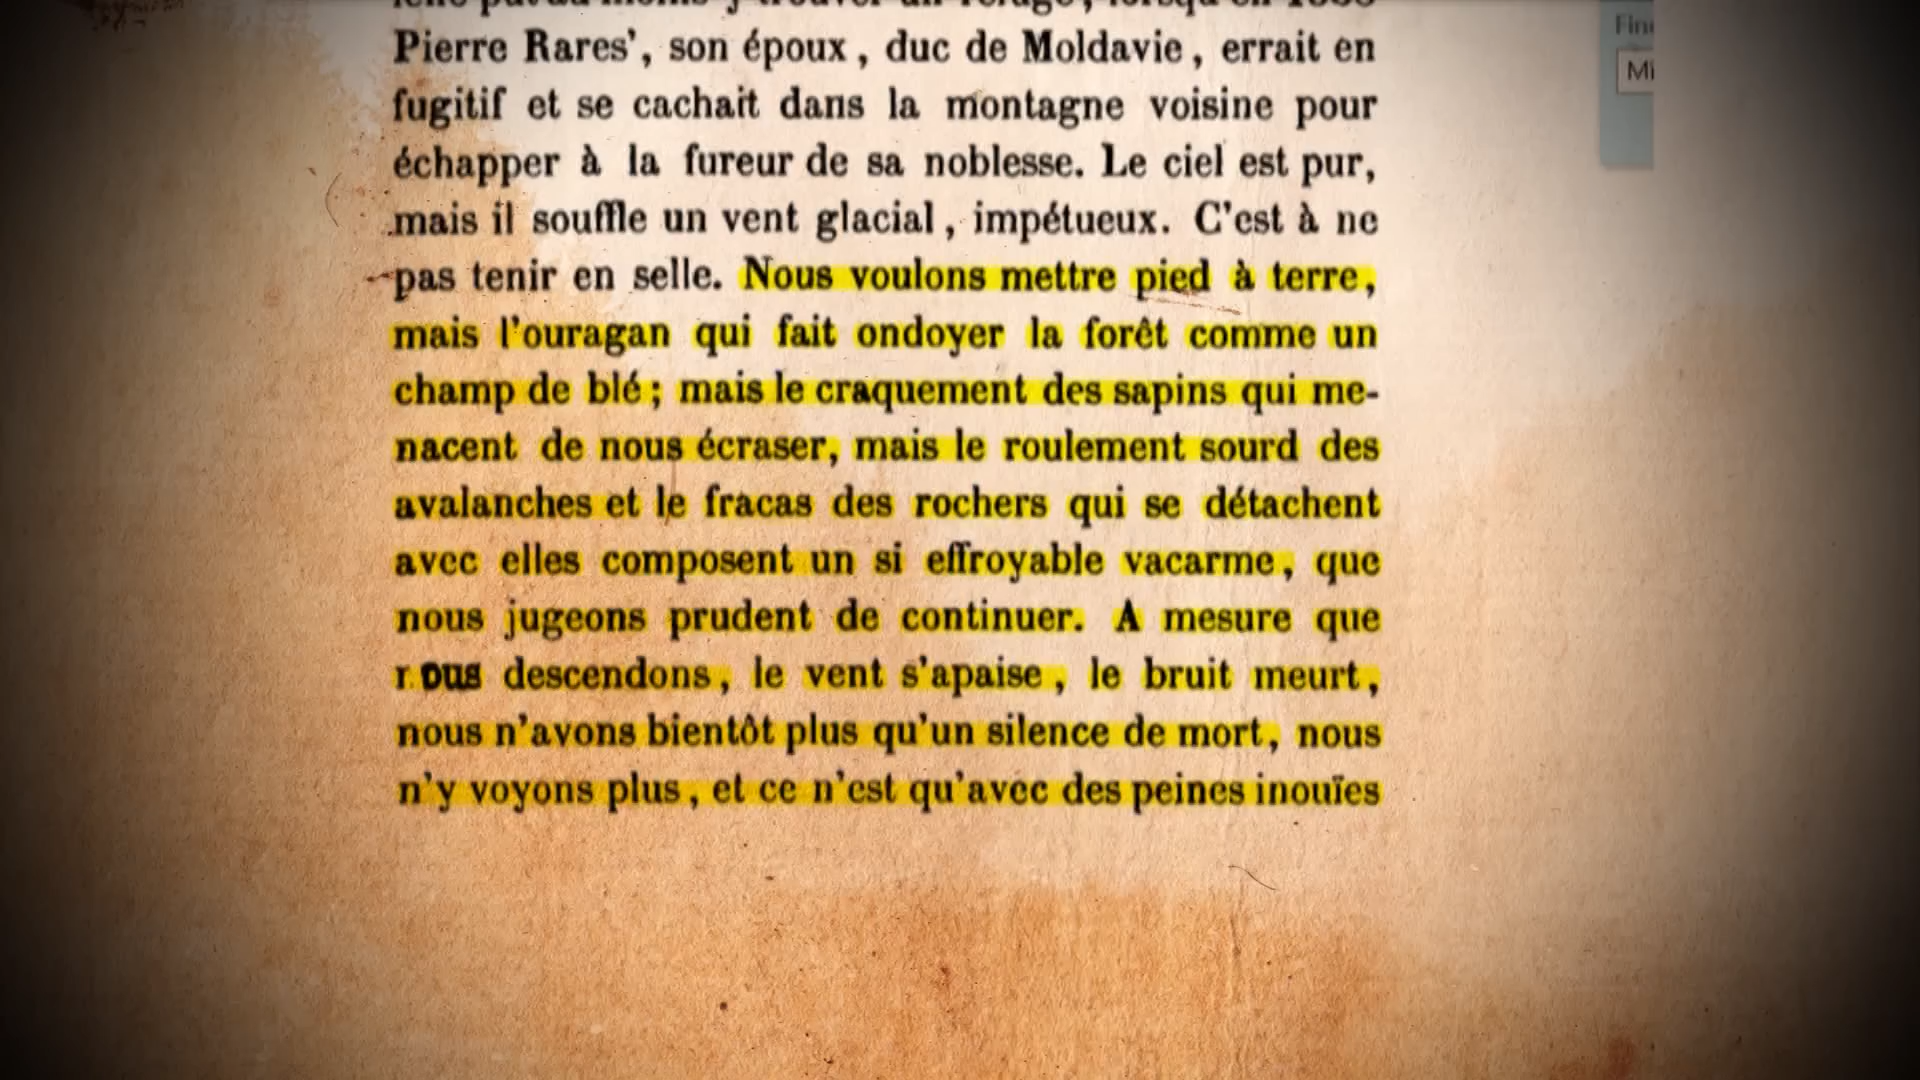 Pierre Rares', son époux, duc de Moldavie, errait en
fugitif et se cachait dans la montagne voisine pour
échapper à la fureur de sa noblesse. Le ciel est pur,
mais il souffle un vent glacial, impétueux. C'est à ne
pas tenir en selle. Nous voulons mettre pied à terre,
mais l'ouragan qui fait ondoyer la forêt comme un
champ de blé; mais le craquement des sapins qui me-
nacent de nous écraser, mais le roulement sourd des
avalanches et le fracas des rochers qui se détachent
avec elles composent un si effroyable vacarme, que
nous jugeons prudent de continuer. A mesure que
nous descendons, le vent s'apaise, le bruit meurt,
nous n'avons bientôt plus qu'un silence de mort, nous
n'y voyons plus, et ce n'est qu'avec des peines inouïes
Mi